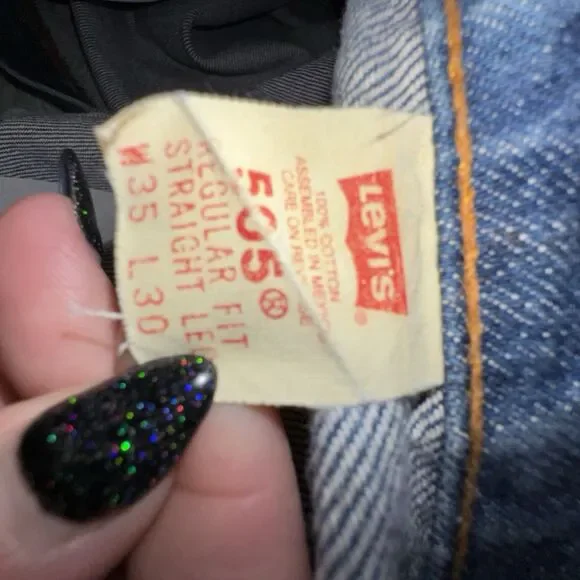 LEVI'S
®
100% COTTON
ASSEMBLED IN MEXICO
CARE ON REVERSE
505
REGULAR FIT
STRAIGHT LEG
W35 L30